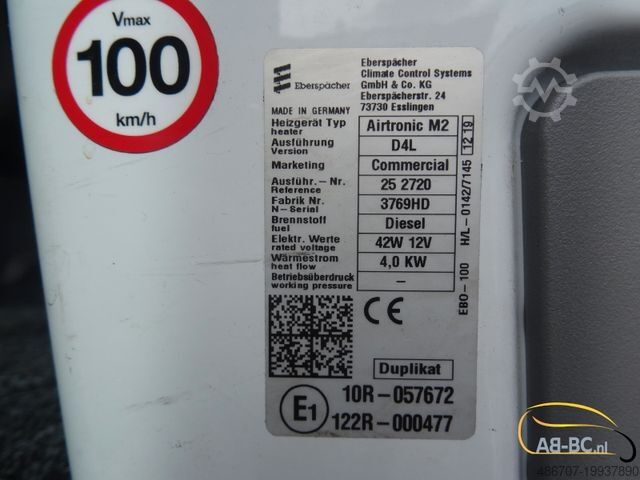 Vmax
100
km/h
Eberspächer
Eberspächer
Climate Control Systems
GmbH & Co. KG
Eberspächerstr. 24
73730 Esslingen
MADE IN GERMANY
Heizgerät Typ Airtronic M2
heater
Ausführung D4L
Version
Marketing Commercial
Ausführ.- Nr. 25 2720
Reference
Fabrik Nr. 3769HD
N-Serial
Brennstoff Diesel
fuel
Elektr. Werte 42W 12V
rated voltage
Wärmestrom 4,0 KW
heat flow
Betriebsüberdruck –
working pressure
EBO-100 H/L-0142/7145 12 19
CE
Duplikat
E1
10R-057672
122R-000477
AB-BC.nl
486707-19937890